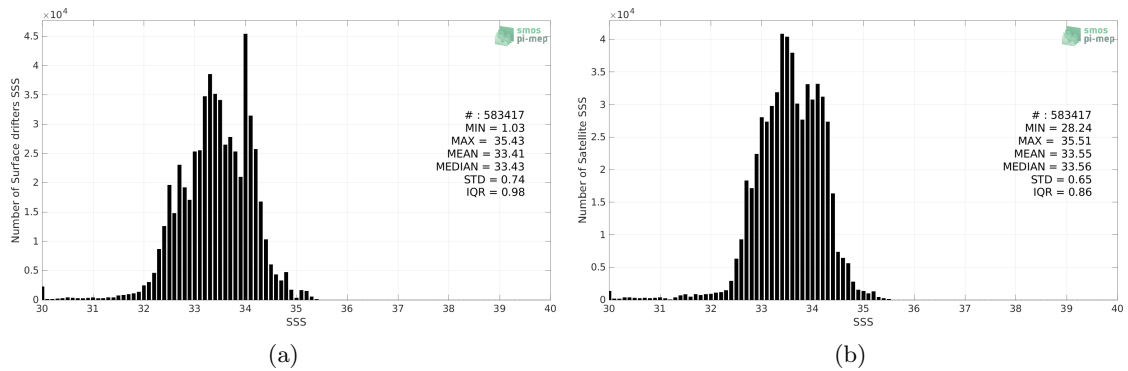 ×10⁴
smos
pi-mep
4.5
4
3.5
3
2.5
2
1.5
1
0.5
0
Number of Surface drifters SSS
# : 583417
MIN = 1.03
MAX = 35.43
MEAN = 33.41
MEDIAN = 33.43
STD = 0.74
IQR = 0.98
30 31 32 33 34 35 36 37 38 39 40
SSS
(a)
×10⁴
smos
pi-mep
4
3.5
3
2.5
2
1.5
1
0.5
0
Number of Satellite SSS
# : 583417
MIN = 28.24
MAX = 35.51
MEAN = 33.55
MEDIAN = 33.56
STD = 0.65
IQR = 0.86
30 31 32 33 34 35 36 37 38 39 40
SSS
(b)